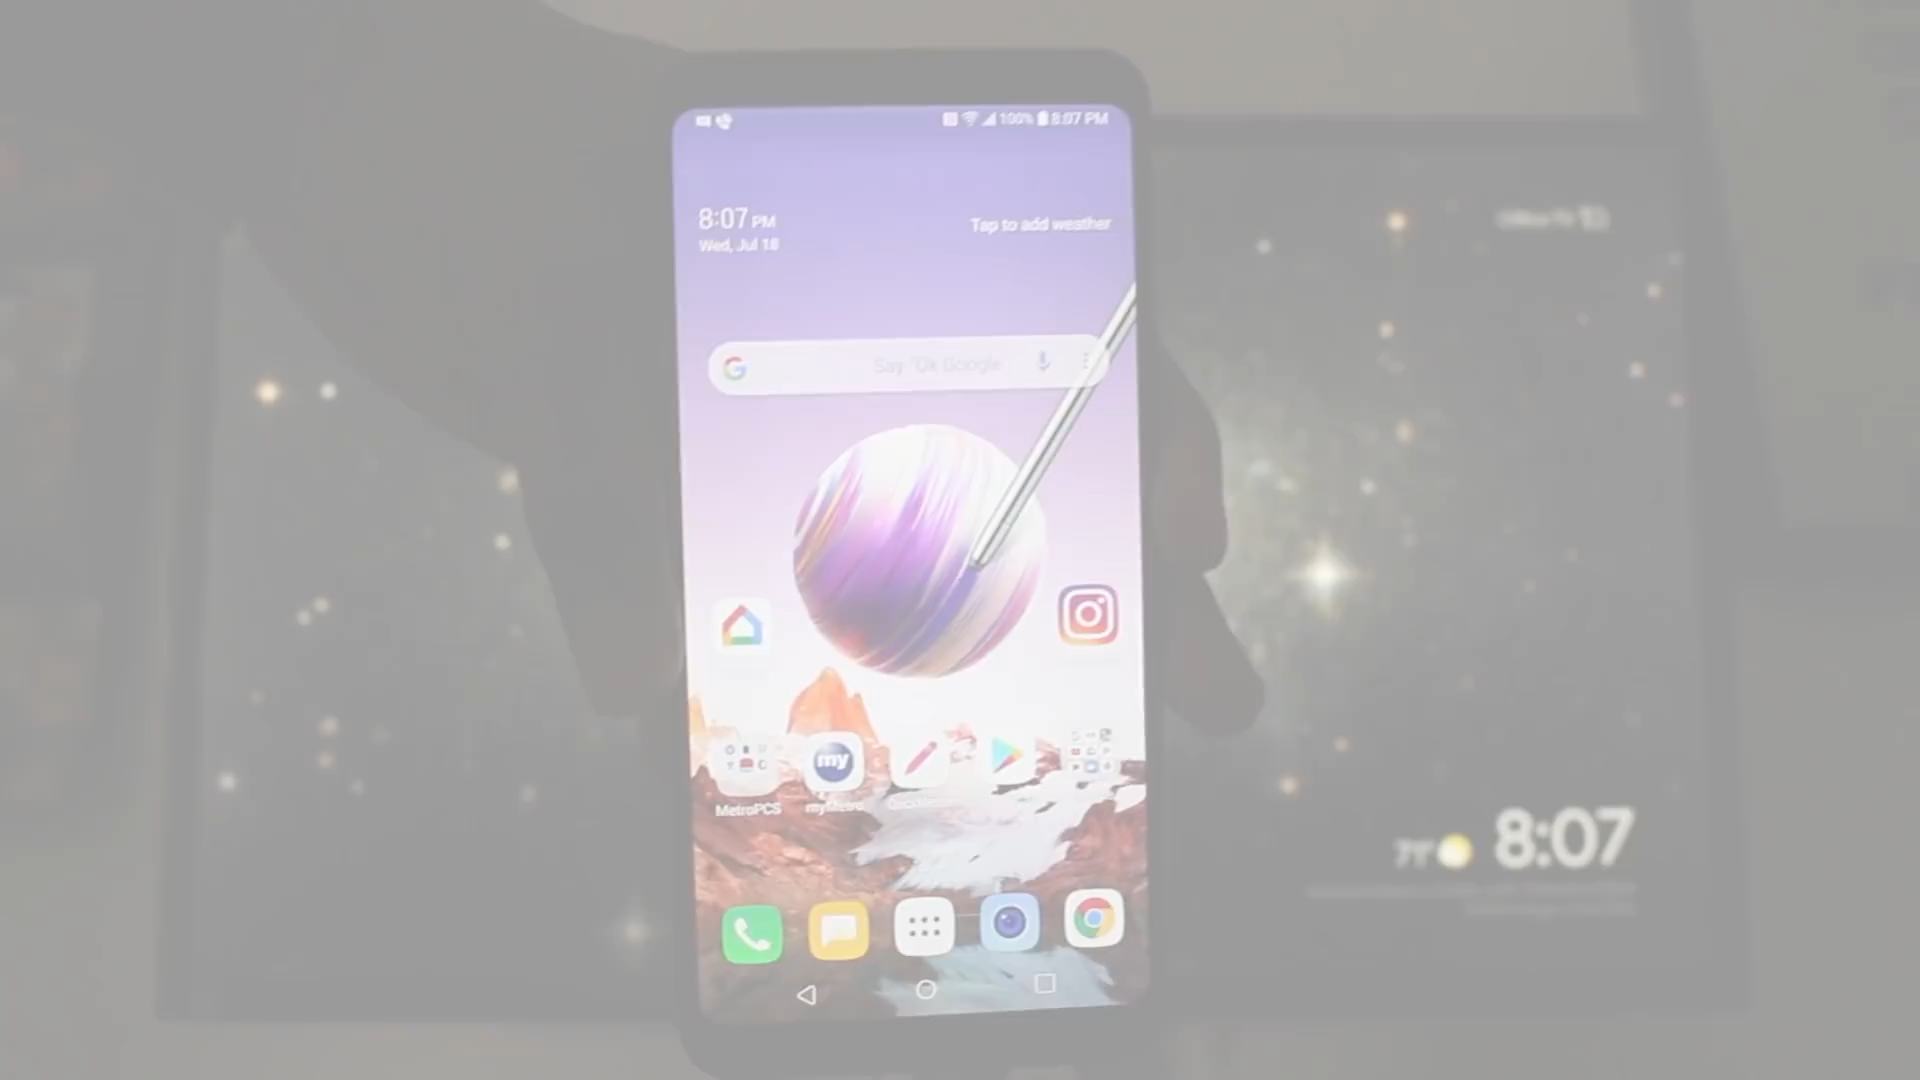 100% 8:07 PM
8:07 PM
Wed, Jul 18
Tap to add weather
Say "Ok Google
my
MetroPCS
myMetro
71° 8:07